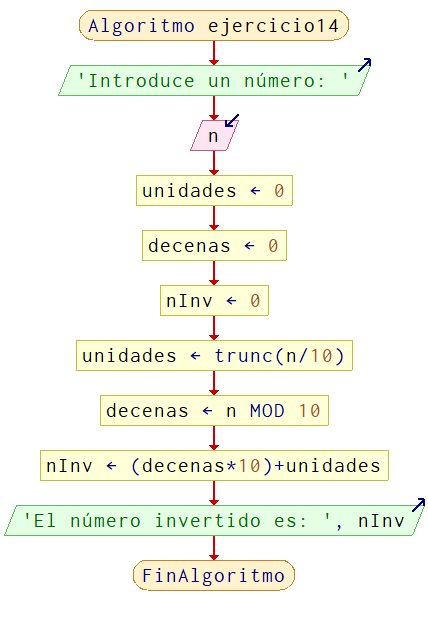 Algoritmo ejercicio14
'Introduce un número: '
n
unidades ← 0
decenas ← 0
nInv ← 0
unidades ← trunc(n/10)
decenas ← n MOD 10
nInv ← (decenas*10)+unidades
'El número invertido es: ', nInv
FinAlgoritmo